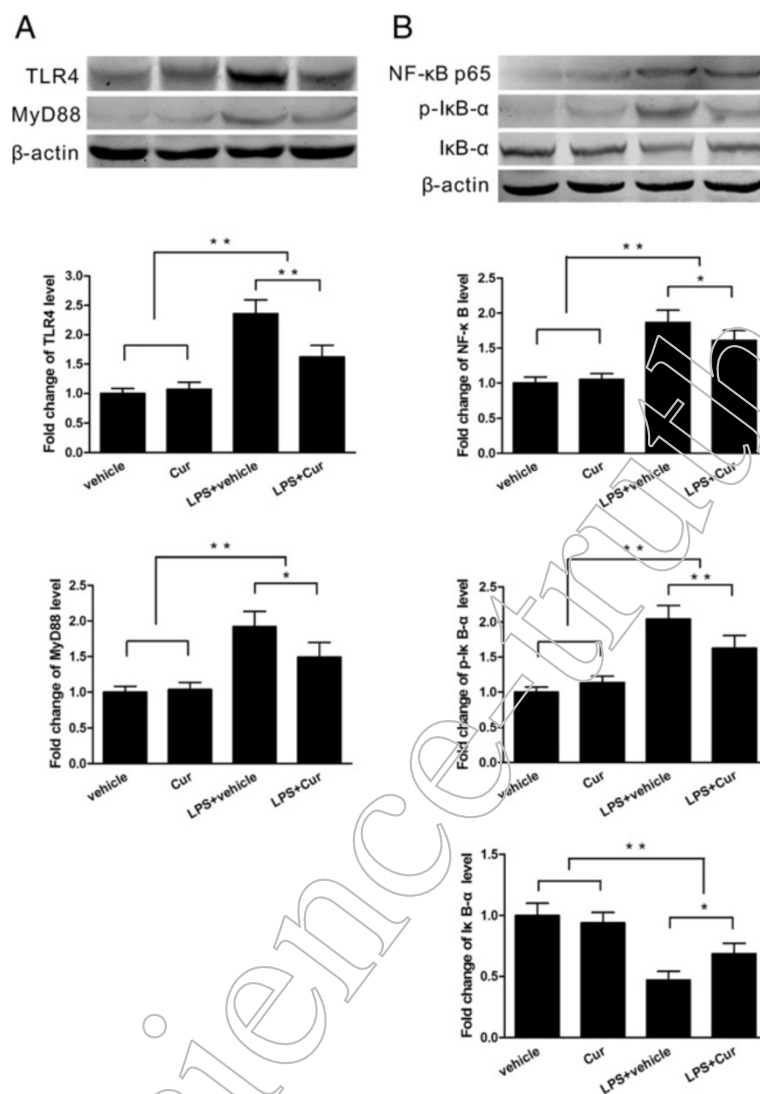 A
TLR4
MyD88
β-actin
* *
* *
3.0
2.5
2.0
1.5
1.0
0.5
0.0
Fold change of TLR4 level
vehicle
Cur
LPS+vehicle
LPS+Cur
* *
*
2.5
2.0
1.5
1.0
0.5
0.0
Fold change of MyD88 level
vehicle
Cur
LPS+vehicle
LPS+Cur
B
NF-κB p65
p-IκB-α
IκB-α
β-actin
* *
*
2.5
2.0
1.5
1.0
0.5
0.0
Fold change of NF-κ B level
vehicle
Cur
LPS+vehicle
LPS+Cur
* *
* *
2.5
2.0
1.5
1.0
0.5
0.0
Fold change of p-Iκ B-α level
vehicle
Cur
LPS+vehicle
LPS+Cur
* *
*
1.5
1.0
0.5
0.0
Fold change of Iκ B-α level
vehicle
Cur
LPS+vehicle
LPS+Cur